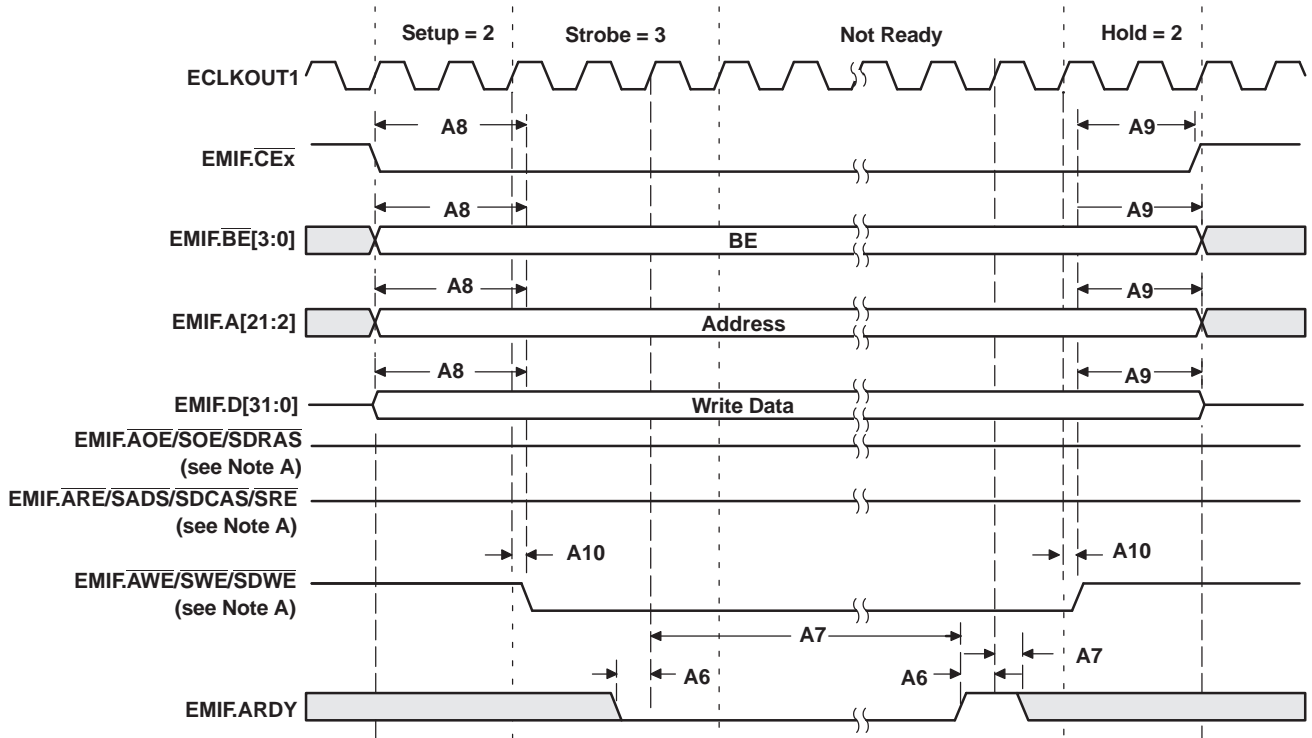 Setup = 2 Strobe = 3 Not Ready Hold = 2
ECLKOUT1
A8 A9
EMIF.CEx
A8 A9
EMIF.BE[3:0] BE
A8 A9
EMIF.A[21:2] Address
A8 A9
EMIF.D[31:0] Write Data
EMIF.AOE/SOE/SDRAS
(see Note A)
EMIF.ARE/SADS/SDCAS/SRE
(see Note A)
A10 A10
EMIF.AWE/SWE/SDWE
(see Note A)
A7
A7
A6 A6
EMIF.ARDY